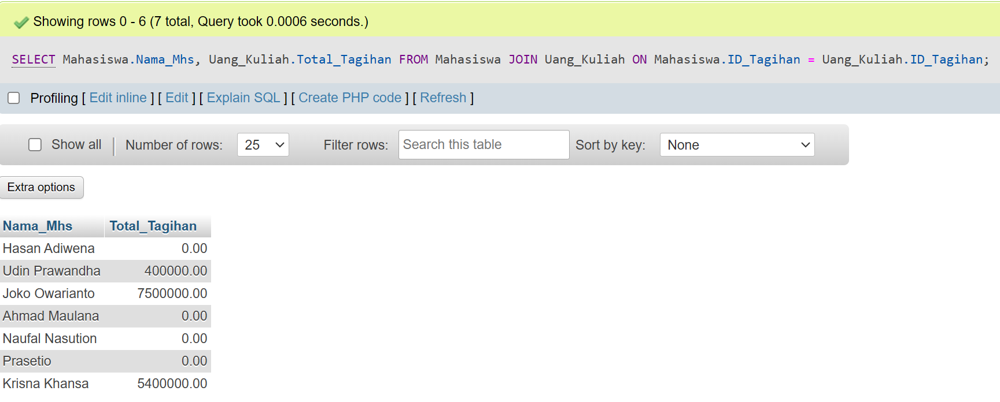 Showing rows 0 - 6 (7 total, Query took 0.0006 seconds.)
SELECT Mahasiswa.Nama_Mhs, Uang_Kuliah.Total_Tagihan FROM Mahasiswa JOIN Uang_Kuliah ON Mahasiswa.ID_Tagihan = Uang_Kuliah.ID_Tagihan;
Profiling [ Edit inline ] [ Edit ] [ Explain SQL ] [ Create PHP code ] [ Refresh ]
Show all | Number of rows: 25 Filter rows: Search this table Sort by key: None
Extra options
Nama_Mhs Total_Tagihan
Hasan Adiwena 0.00
Udin Prawandha 400000.00
Joko Owarianto 7500000.00
Ahmad Maulana 0.00
Naufal Nasution 0.00
Prasetio 0.00
Krisna Khansa 5400000.00